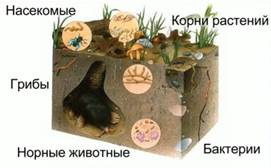 Насекомые
Корни растений
Грибы
Норные животные
Бактерии